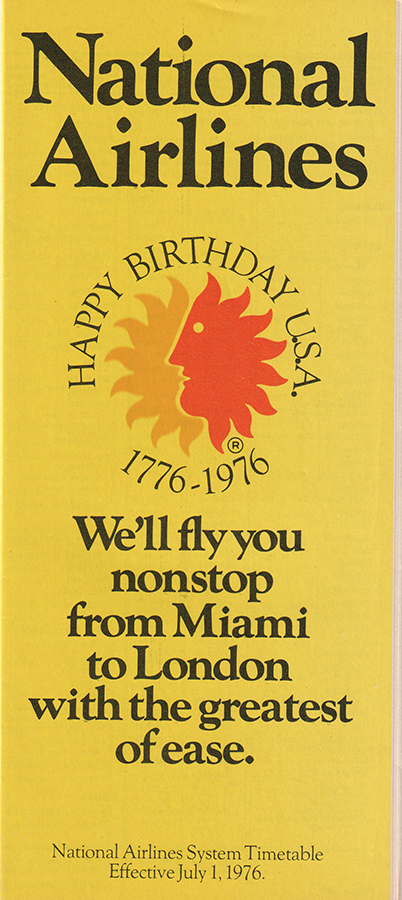 National
Airlines
HAPPY BIRTHDAY U.S.A.
®
1776-1976
We'll fly you
nonstop
from Miami
to London
with the greatest
of ease.
National Airlines System Timetable
Effective July 1, 1976.